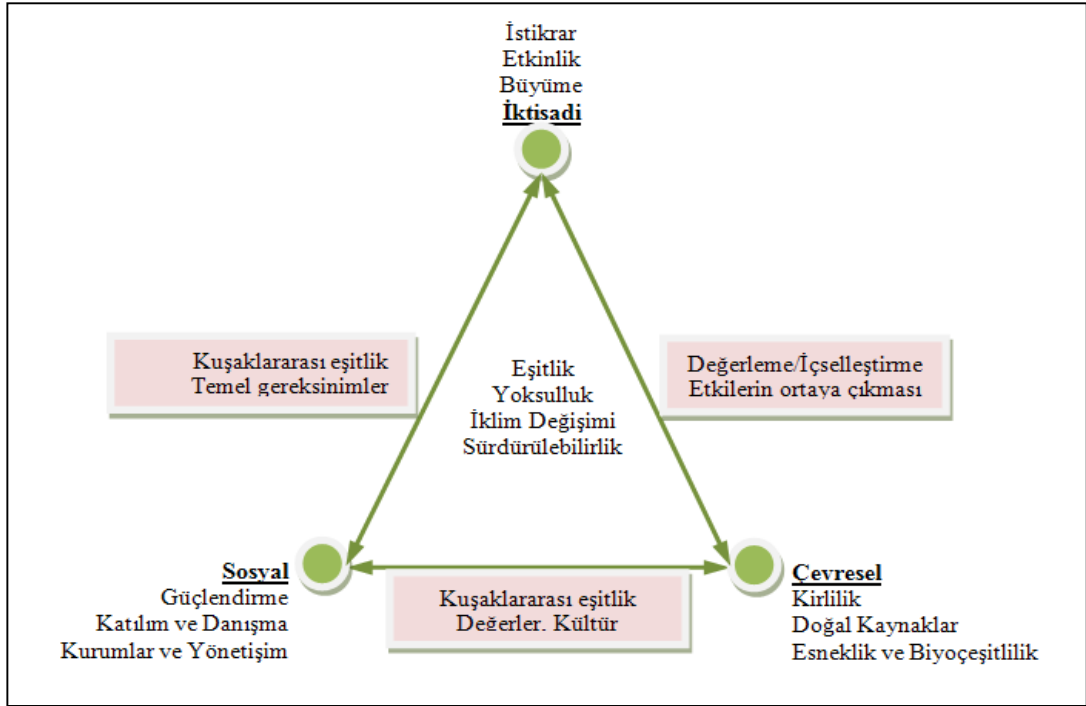 İstikrar
Etkinlik
Büyüme
İktisadi
Kuşaklararası eşitlik
Temel gereksinimler
Eşitlik
Yoksulluk
İklim Değişimi
Sürdürülebilirlik
Değerleme/İçselleştirme
Etkilerin ortaya çıkması
Sosyal
Güçlendirme
Katılım ve Danışma
Kurumlar ve Yönetişim
Kuşaklararası eşitlik
Değerler. Kültür
Çevresel
Kirlilik
Doğal Kaynaklar
Esneklik ve Biyoçeşitlilik